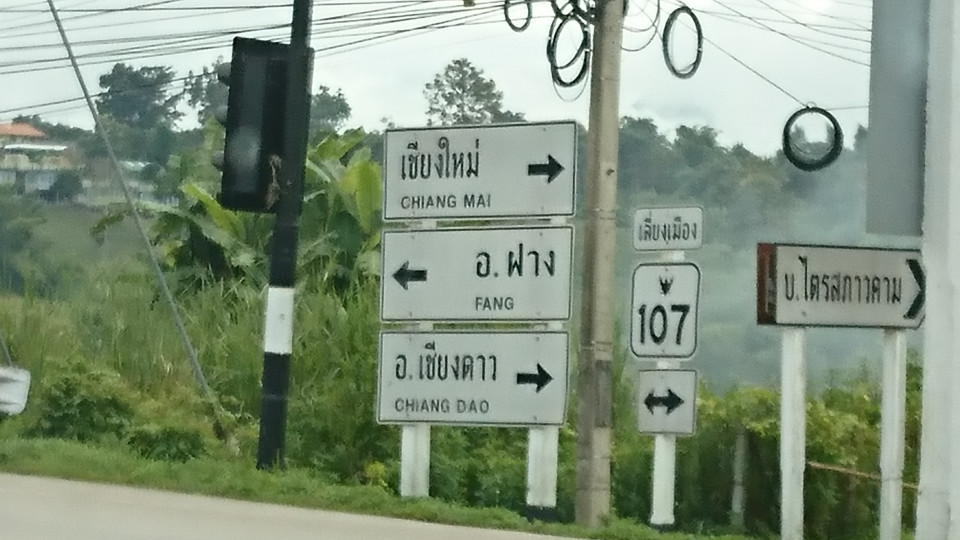 เชียงใหม่
CHIANG MAI
อ.ฝาง
FANG
อ.เชียงดาว
CHIANG DAO
เลี่ยงเมือง
107
บ.ไตรสภาวคาม